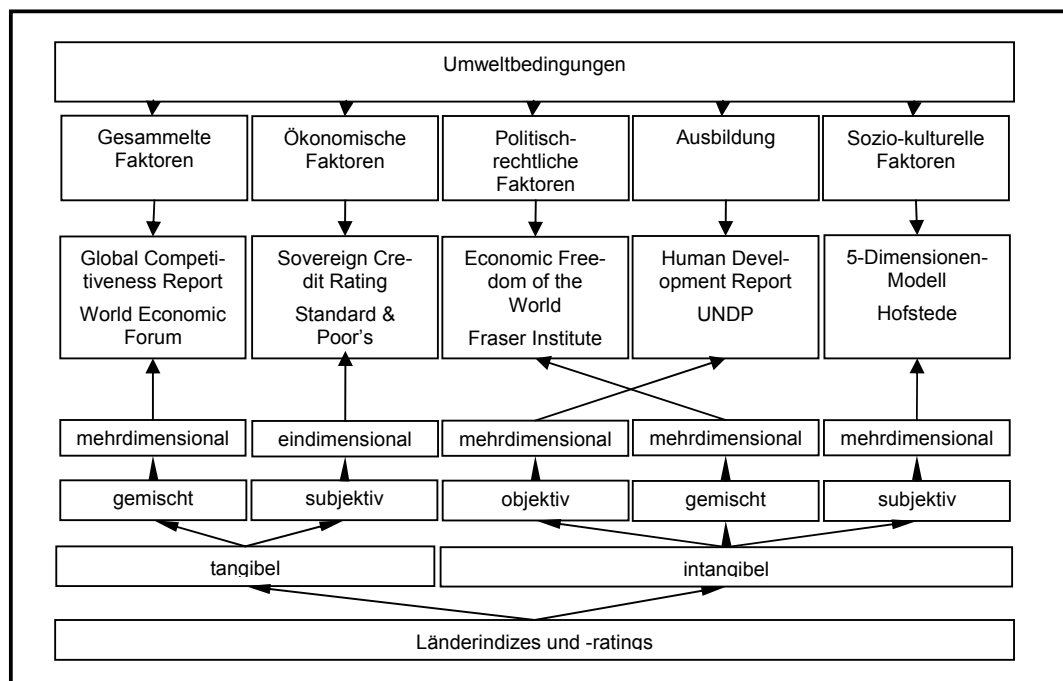 Umweltbedingungen
Gesammelte
Faktoren
Ökonomische
Faktoren
Politisch-
rechtliche
Faktoren
Ausbildung
Sozio-kulturelle
Faktoren
Global Competi-
tiveness Report
World Economic
Forum
Sovereign Cre-
dit Rating
Standard &
Poor's
Economic Free-
dom of the
World
Fraser Institute
Human Devel-
opment Report
UNDP
5-Dimensionen-
Modell
Hofstede
mehrdimensional
eindimensional
mehrdimensional
mehrdimensional
mehrdimensional
gemischt
subjektiv
objektiv
gemischt
subjektiv
tangibel
intangibel
Länderindizes und -ratings